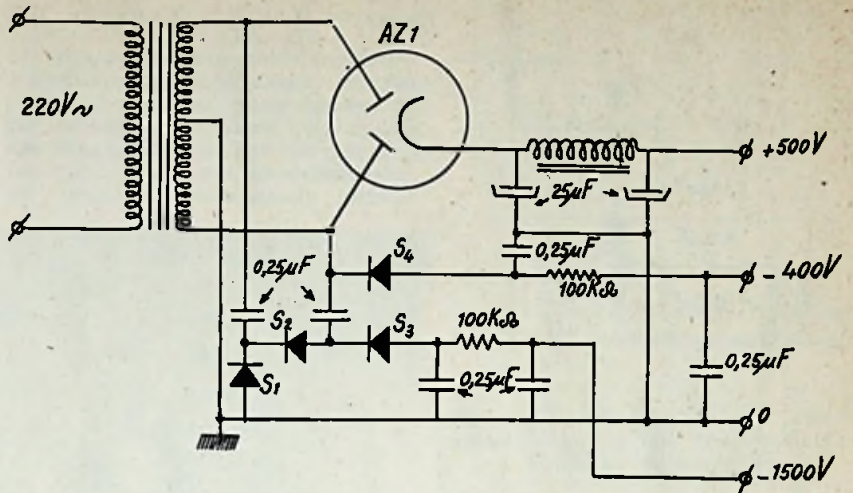 AZ1
220V~
+500V
25µF
0,25µF
S4
0,25µF
-400V
100KΩ
S2
S3
100KΩ
0,25µF
S1
0,25µF
0
-1500V